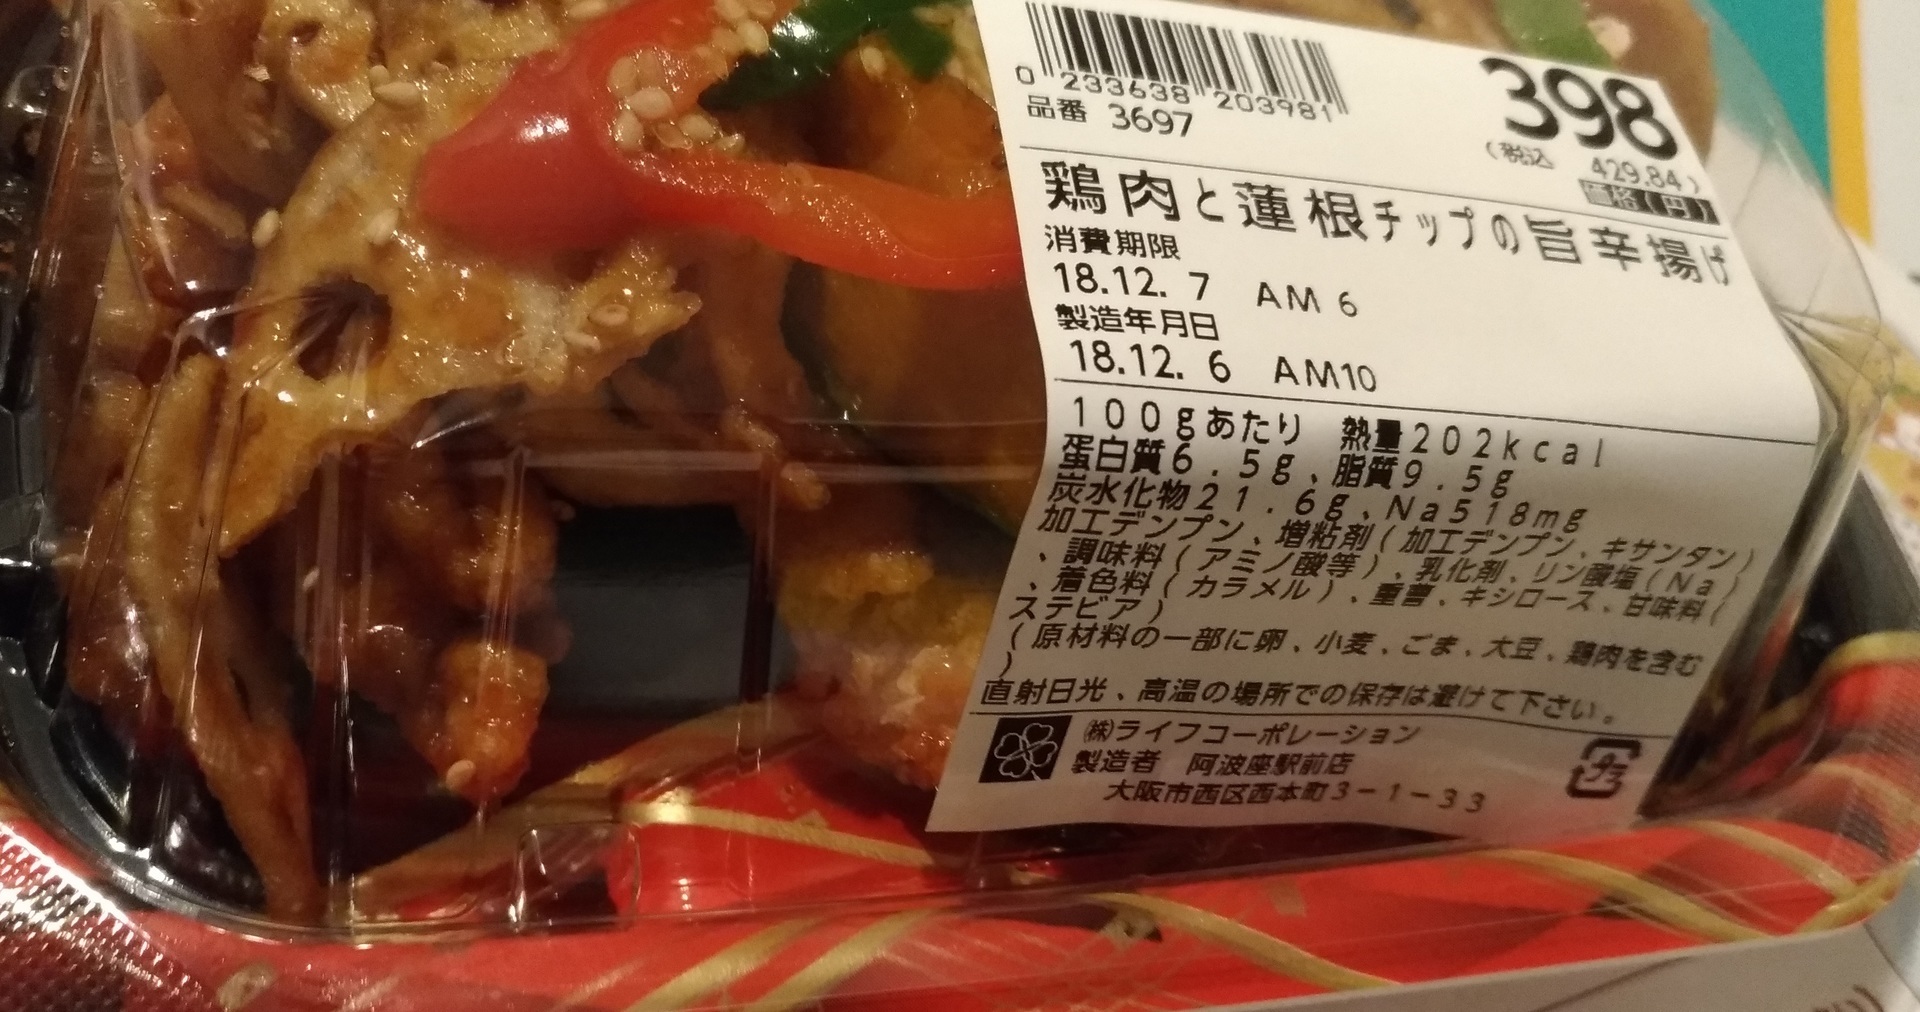 0 233638 203981
品番 3697
398
(税込 429.84)
価格(円)
鶏肉と蓮根チップの旨辛揚げ
消費期限
18.12. 7 AM 6
製造年月日
18.12. 6 AM10
100gあたり 熱量202kcal
蛋白質6.5g、脂質9.5g
炭水化物21.6g、Na518mg
加工デンプン、増粘剤(加工デンプン、キサンタン)
、調味料(アミノ酸等)、乳化剤、リン酸塩(Na)
、着色料(カラメル)、重曹、キシロース、甘味料(
ステビア)
(原材料の一部に卵、小麦、ごま、大豆、鶏肉を含む
)
直射日光、高温の場所での保存は避けて下さい。
㈱ライフコーポレーション
製造者 阿波座駅前店
大阪市西区西本町3-1-33
プラ